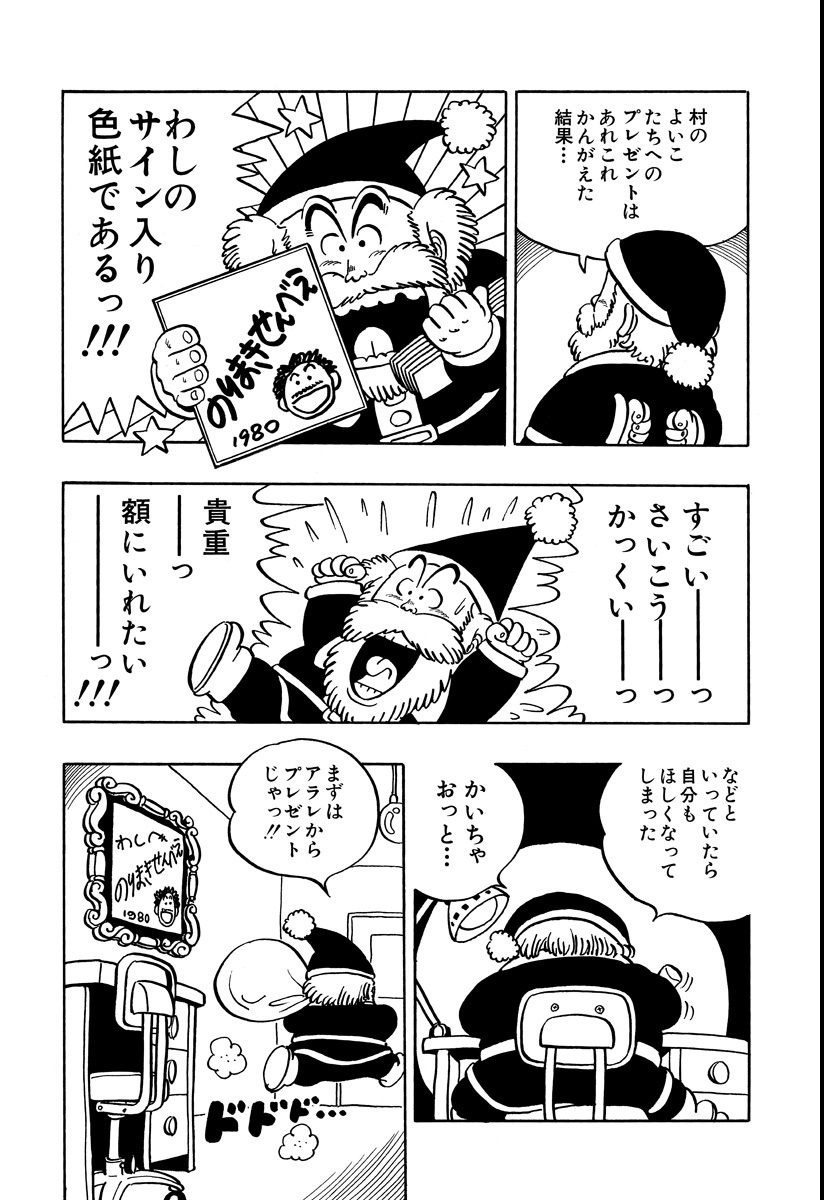 村の
よいこ
たちへの
プレゼントは
あれこれ
かんがえた
結果…
わしの
サイン入り
色紙であるっ
!!!
のりまきせんべえ
1980
すごい──っ
さいこう──っ
かっくい──っ
貴重
──っ
額にいれたい
───っ
!!!
などと
いっていたら
自分も
ほしくなって
しまった
かいちゃ
おっと…
まずは
アラレから
プレゼント
じゃっ!!
わしへ
のりまきせんべえ
1980
ドドドド…